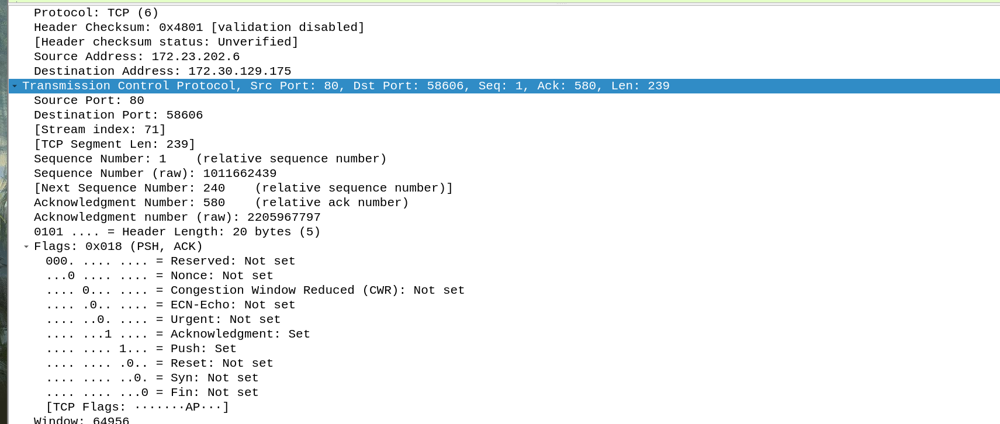 Protocol: TCP (6)
Header Checksum: 0x4801 [validation disabled]
[Header checksum status: Unverified]
Source Address: 172.23.202.6
Destination Address: 172.30.129.175
Transmission Control Protocol, Src Port: 80, Dst Port: 58606, Seq: 1, Ack: 580, Len: 239
Source Port: 80
Destination Port: 58606
[Stream index: 71]
[TCP Segment Len: 239]
Sequence Number: 1    (relative sequence number)
Sequence Number (raw): 1011662439
[Next Sequence Number: 240    (relative sequence number)]
Acknowledgment Number: 580    (relative ack number)
Acknowledgment number (raw): 2205967797
0101 .... = Header Length: 20 bytes (5)
Flags: 0x018 (PSH, ACK)
000. .... .... = Reserved: Not set
...0 .... .... = Nonce: Not set
.... 0... .... = Congestion Window Reduced (CWR): Not set
.... .0.. .... = ECN-Echo: Not set
.... ..0. .... = Urgent: Not set
.... ...1 .... = Acknowledgment: Set
.... .... 1... = Push: Set
.... .... .0.. = Reset: Not set
.... .... ..0. = Syn: Not set
.... .... ...0 = Fin: Not set
[TCP Flags: ·······AP···]
Window: 64956